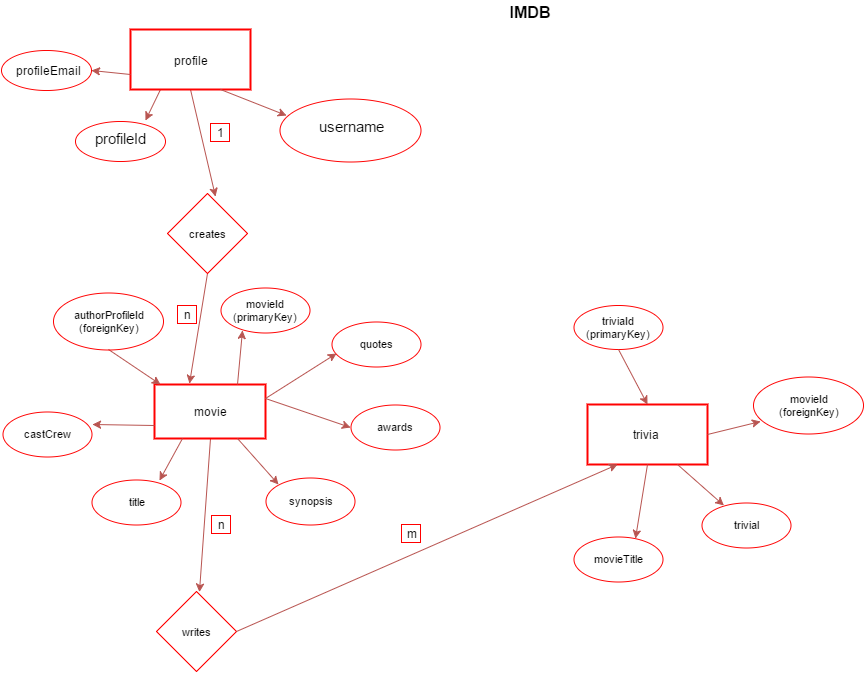 IMDB
profile
profileEmail
profileId
username
1
creates
n
authorProfileId
(foreignKey)
movieId
(primaryKey)
quotes
movie
awards
castCrew
title
synopsis
n
writes
m
triviaId
(primaryKey)
movieId
(foreignKey)
trivia
trivial
movieTitle